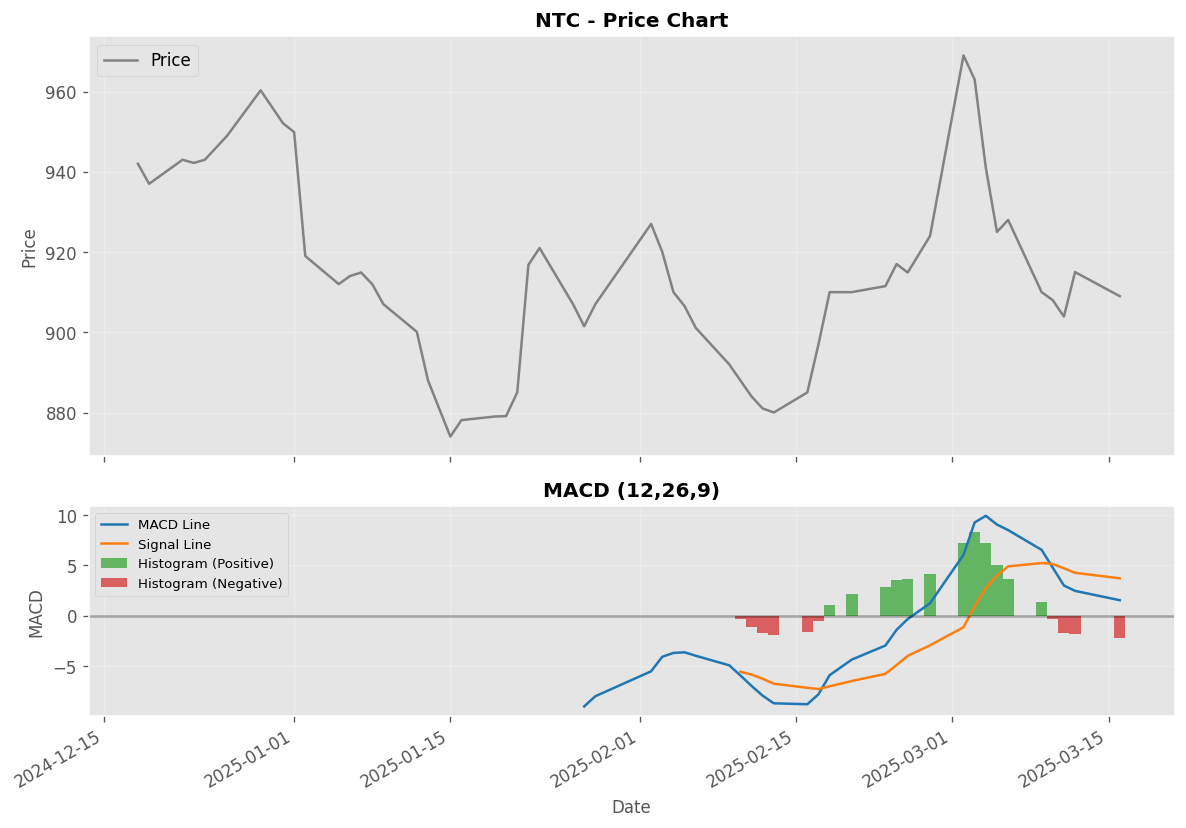 NTC - Price Chart
Price
960
940
920
900
880
Price
MACD (12,26,9)
MACD Line
Signal Line
Histogram (Positive)
Histogram (Negative)
10
5
0
−5
MACD
2024-12-15
2025-01-01
2025-01-15
2025-02-01
2025-02-15
2025-03-01
2025-03-15
Date